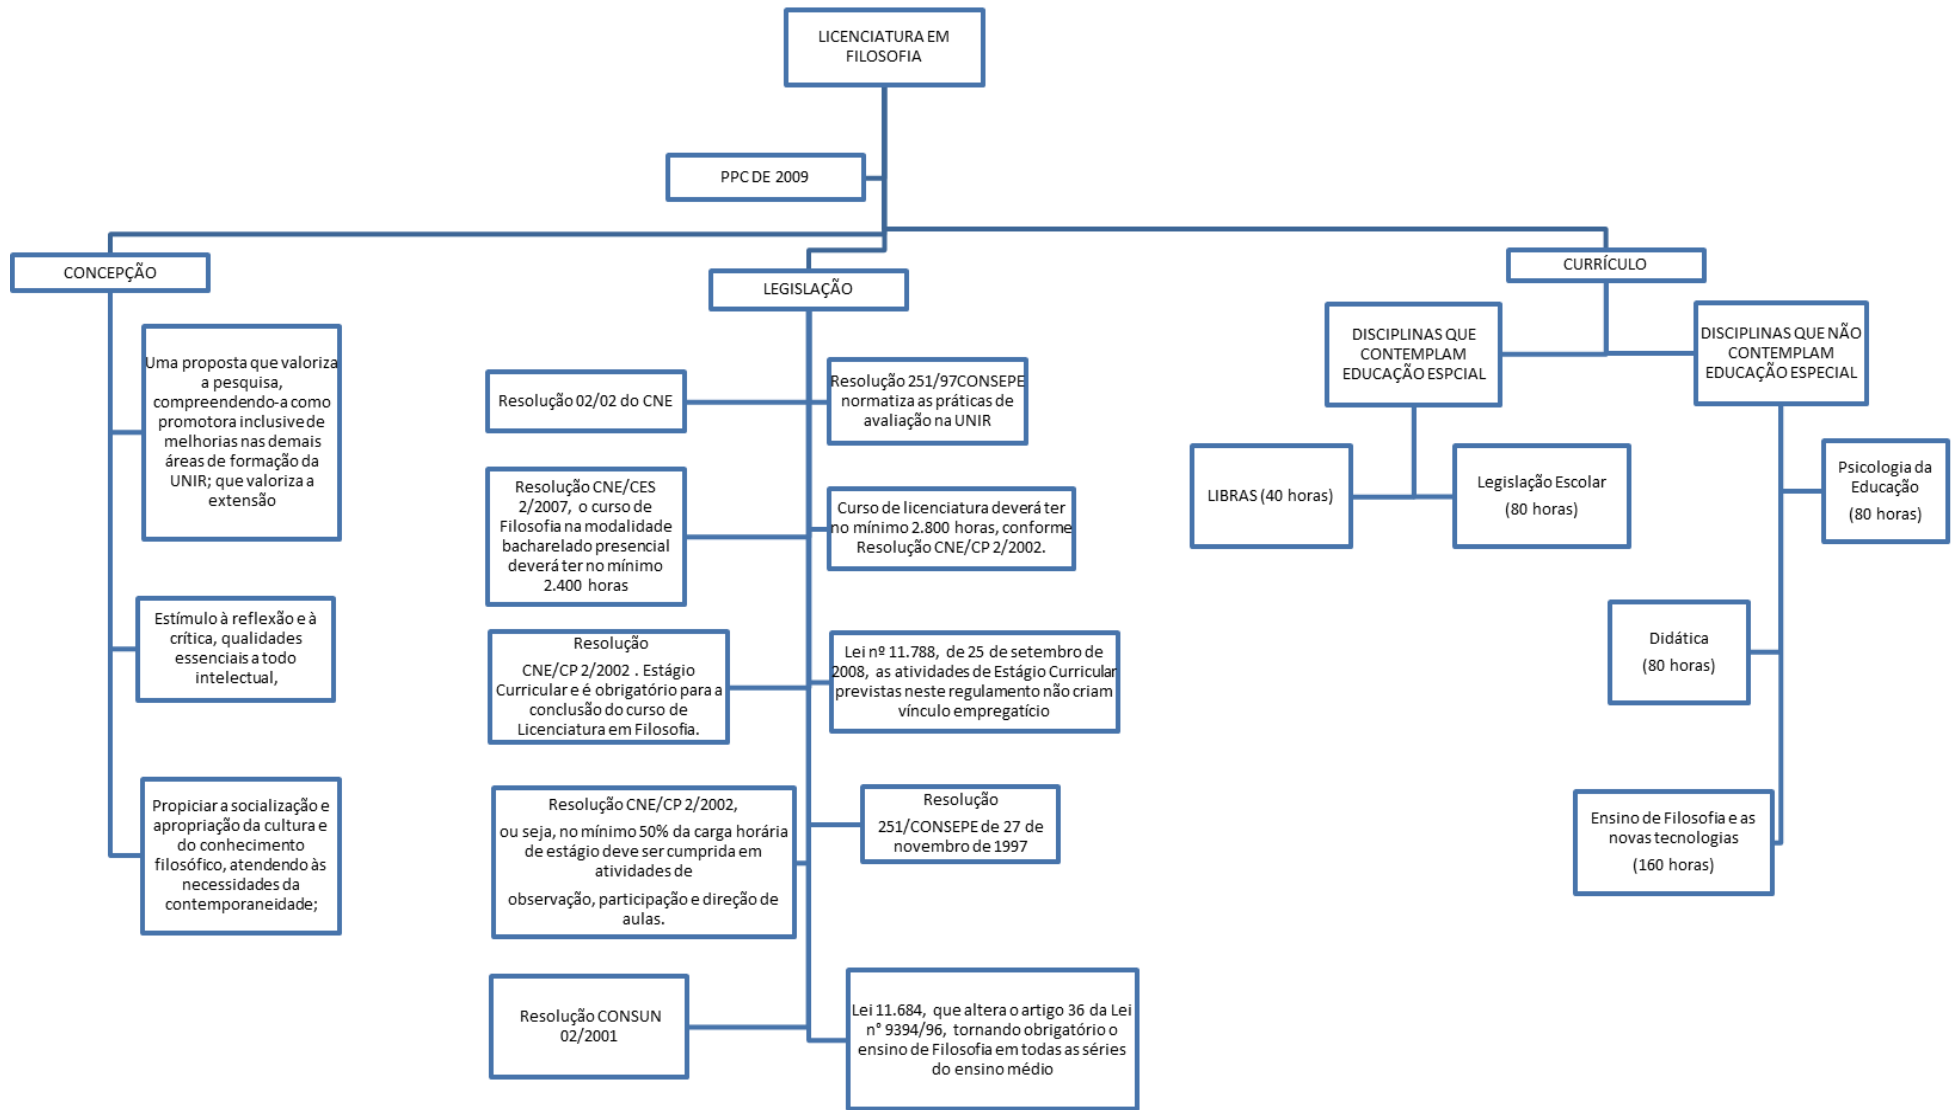 LICENCIATURA EM
FILOSOFIA
PPC DE 2009
CONCEPÇÃO
Uma proposta que valoriza
a pesquisa,
compreendendo-a como
promotora inclusive de
melhorias nas demais
áreas de formação da
UNIR; que valoriza a
extensão
Estímulo à reflexão e à
crítica, qualidades
essenciais a todo
intelectual,
Propiciar a socialização e
apropriação da cultura e
do conhecimento
filosófico, atendendo às
necessidades da
contemporaneidade;
LEGISLAÇÃO
Resolução 02/02 do CNE
Resolução 251/97CONSEPE
normatiza as práticas de
avaliação na UNIR
Resolução CNE/CES
2/2007, o curso de
Filosofia na modalidade
bacharelado presencial
deverá ter no mínimo
2.400 horas
Curso de licenciatura deverá ter
no mínimo 2.800 horas, conforme
Resolução CNE/CP 2/2002.
Resolução
CNE/CP 2/2002 . Estágio
Curricular e é obrigatório para a
conclusão do curso de
Licenciatura em Filosofia.
Lei nº 11.788, de 25 de setembro de
2008, as atividades de Estágio Curricular
previstas neste regulamento não criam
vínculo empregatício
Resolução CNE/CP 2/2002,
ou seja, no mínimo 50% da carga horária
de estágio deve ser cumprida em
atividades de
observação, participação e direção de
aulas.
Resolução
251/CONSEPE de 27 de
novembro de 1997
Resolução CONSUN
02/2001
Lei 11.684, que altera o artigo 36 da Lei
n° 9394/96, tornando obrigatório o
ensino de Filosofia em todas as séries
do ensino médio
CURRÍCULO
DISCIPLINAS QUE
CONTEMPLAM
EDUCAÇÃO ESPCIAL
LIBRAS (40 horas)
Legislação Escolar
(80 horas)
DISCIPLINAS QUE NÃO
CONTEMPLAM
EDUCAÇÃO ESPECIAL
Psicologia da
Educação
(80 horas)
Didática
(80 horas)
Ensino de Filosofia e as
novas tecnologias
(160 horas)